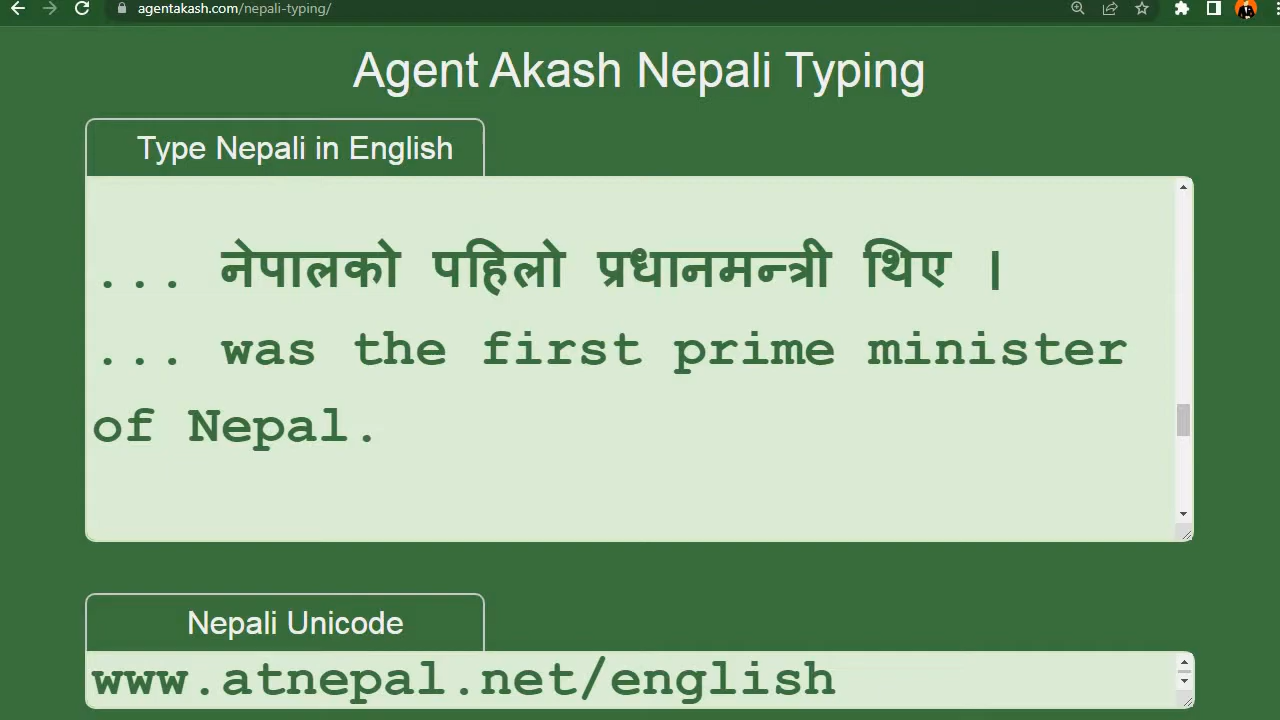 agentakash.com/nepali-typing/
Agent Akash Nepali Typing
Type Nepali in English
... नेपालको पहिलो प्रधानमन्त्री थिए ।
... was the first prime minister
of Nepal.
Nepali Unicode
www.atnepal.net/english